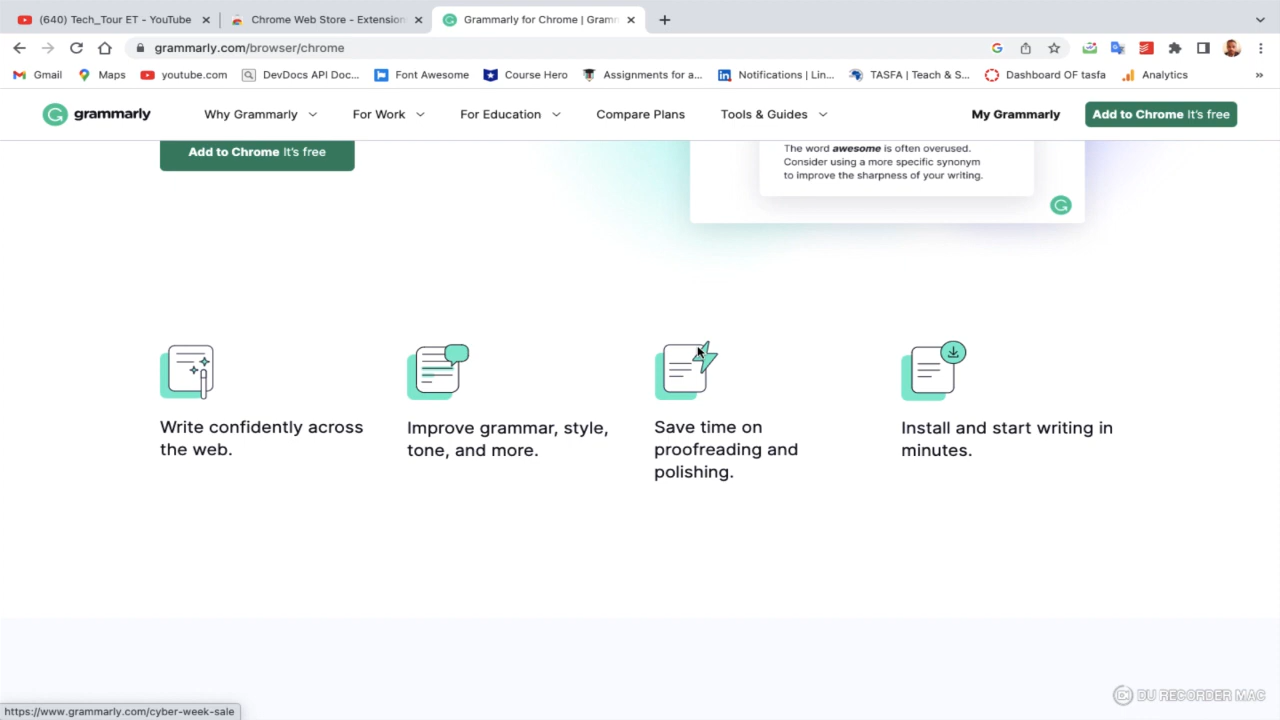 (640) Tech_Tour ET - YouTube
Chrome Web Store - Extension
Grammarly for Chrome | Gramm
grammarly.com/browser/chrome
Gmail Maps youtube.com DevDocs API Doc... Font Awesome Course Hero Assignments for a... Notifications | Lin... TASFA | Teach & S... Dashboard OF tasfa Analytics
grammarly Why Grammarly For Work For Education Compare Plans Tools & Guides My Grammarly Add to Chrome It's free
Add to Chrome It's free
The word awesome is often overused.
Consider using a more specific synonym
to improve the sharpness of your writing.
Write confidently across
the web.
Improve grammar, style,
tone, and more.
Save time on
proofreading and
polishing.
Install and start writing in
minutes.
https://www.grammarly.com/cyber-week-sale
DU RECORDER MAC